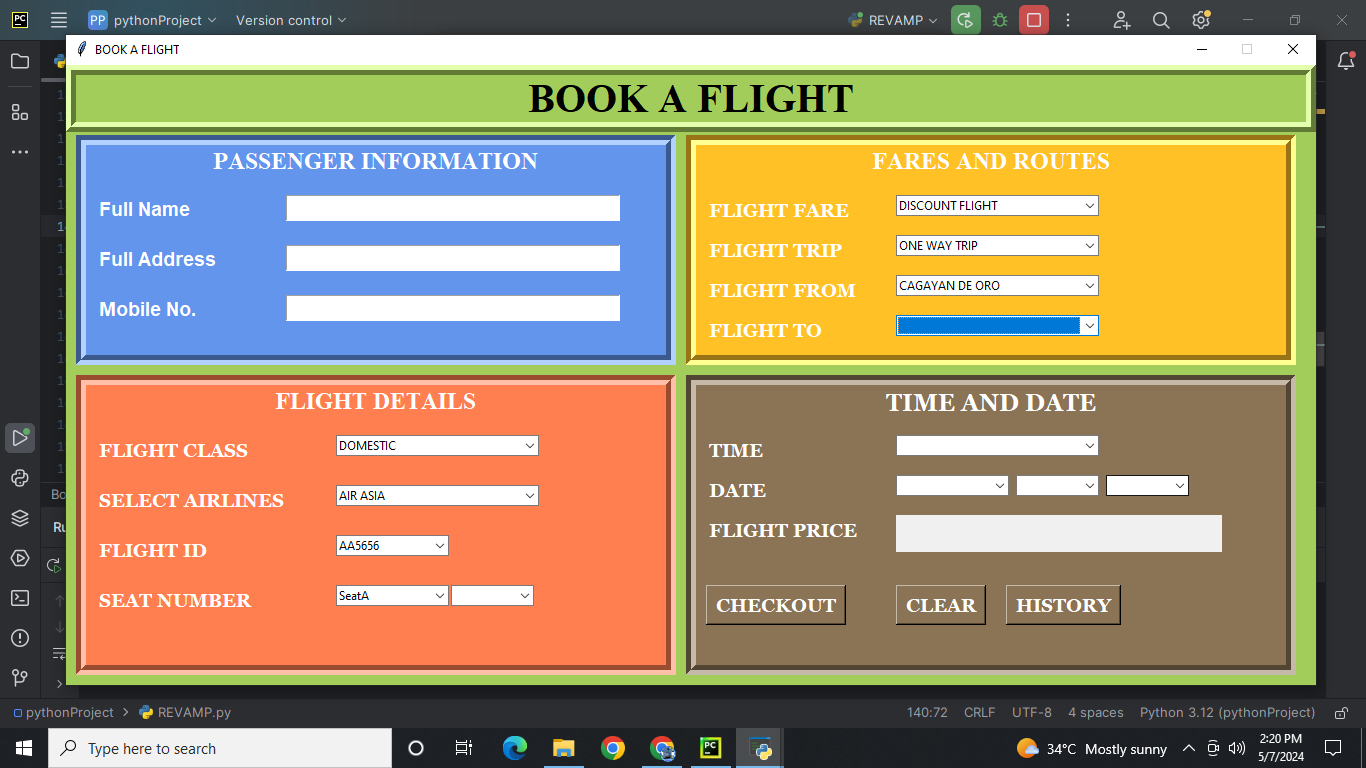 PC
PP pythonProject
Version control
REVAMP
BOOK A FLIGHT
BOOK A FLIGHT
PASSENGER INFORMATION
Full Name
Full Address
Mobile No.
FARES AND ROUTES
FLIGHT FARE DISCOUNT FLIGHT
FLIGHT TRIP ONE WAY TRIP
FLIGHT FROM CAGAYAN DE ORO
FLIGHT TO
FLIGHT DETAILS
FLIGHT CLASS DOMESTIC
SELECT AIRLINES AIR ASIA
FLIGHT ID AA5656
SEAT NUMBER SeatA
TIME AND DATE
TIME
DATE
FLIGHT PRICE
CHECKOUT CLEAR HISTORY
pythonProject > REVAMP.py
140:72 CRLF UTF-8 4 spaces Python 3.12 (pythonProject)
Type here to search
PC
34°C Mostly sunny
2:20 PM
5/7/2024